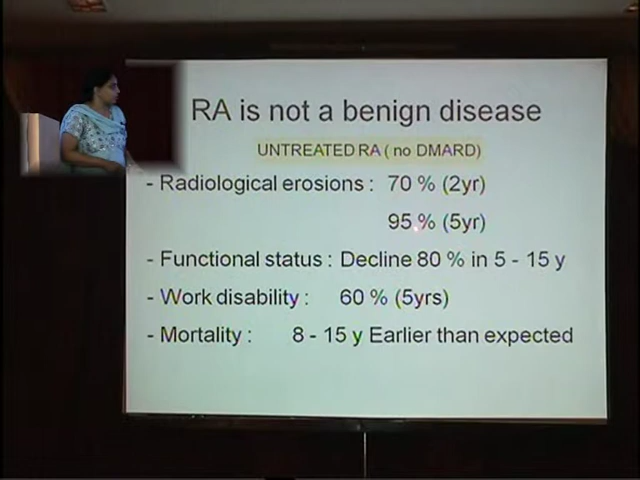 RA is not a benign disease
UNTREATED RA ( no DMARD)
- Radiological erosions : 70 % (2yr)
95 % (5yr)
- Functional status : Decline 80 % in 5 - 15 y
- Work disability : 60 % (5yrs)
- Mortality : 8 - 15 y Earlier than expected